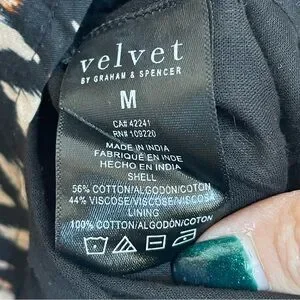 velvet
BY GRAHAM & SPENCER
M
CA# 42241
RN# 109220
MADE IN INDIA
FABRIQUÉ EN INDE
HECHO EN INDIA
SHELL
56% COTTON/ALGODÓN/COTON
44% VISCOSE/VISCOSA/VISCOSE
LINING
100% COTTON/ALGODÓN/COTON